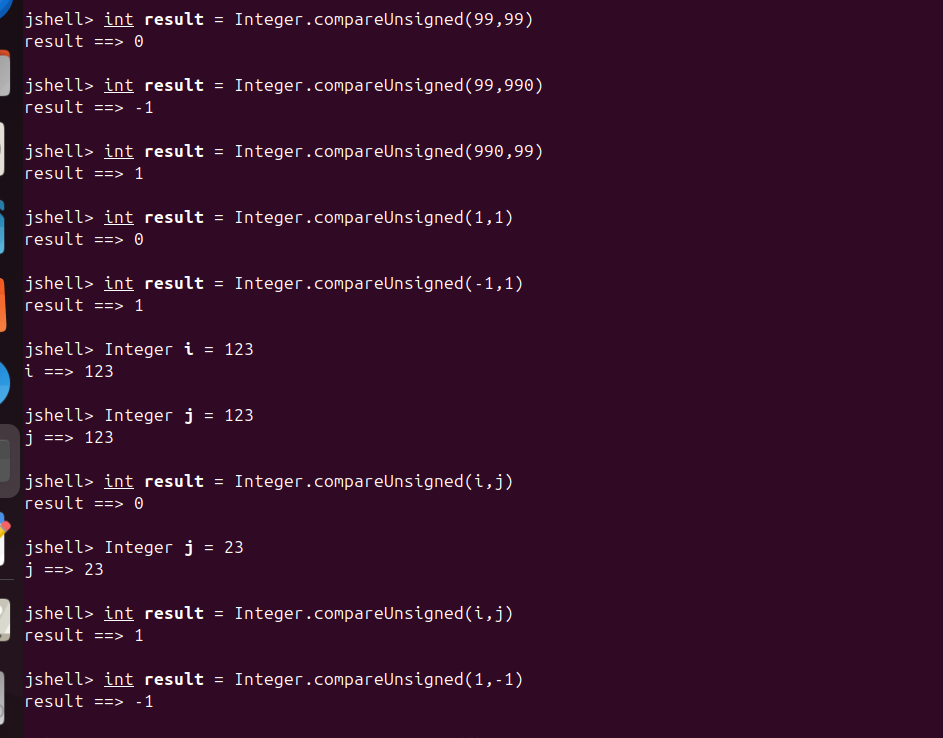 jshell> int result = Integer.compareUnsigned(99,99)
result ==> 0
jshell> int result = Integer.compareUnsigned(99,990)
result ==> -1
jshell> int result = Integer.compareUnsigned(990,99)
result ==> 1
jshell> int result = Integer.compareUnsigned(1,1)
result ==> 0
jshell> int result = Integer.compareUnsigned(-1,1)
result ==> 1
jshell> Integer i = 123
i ==> 123
jshell> Integer j = 123
j ==> 123
jshell> int result = Integer.compareUnsigned(i,j)
result ==> 0
jshell> Integer j = 23
j ==> 23
jshell> int result = Integer.compareUnsigned(i,j)
result ==> 1
jshell> int result = Integer.compareUnsigned(1,-1)
result ==> -1